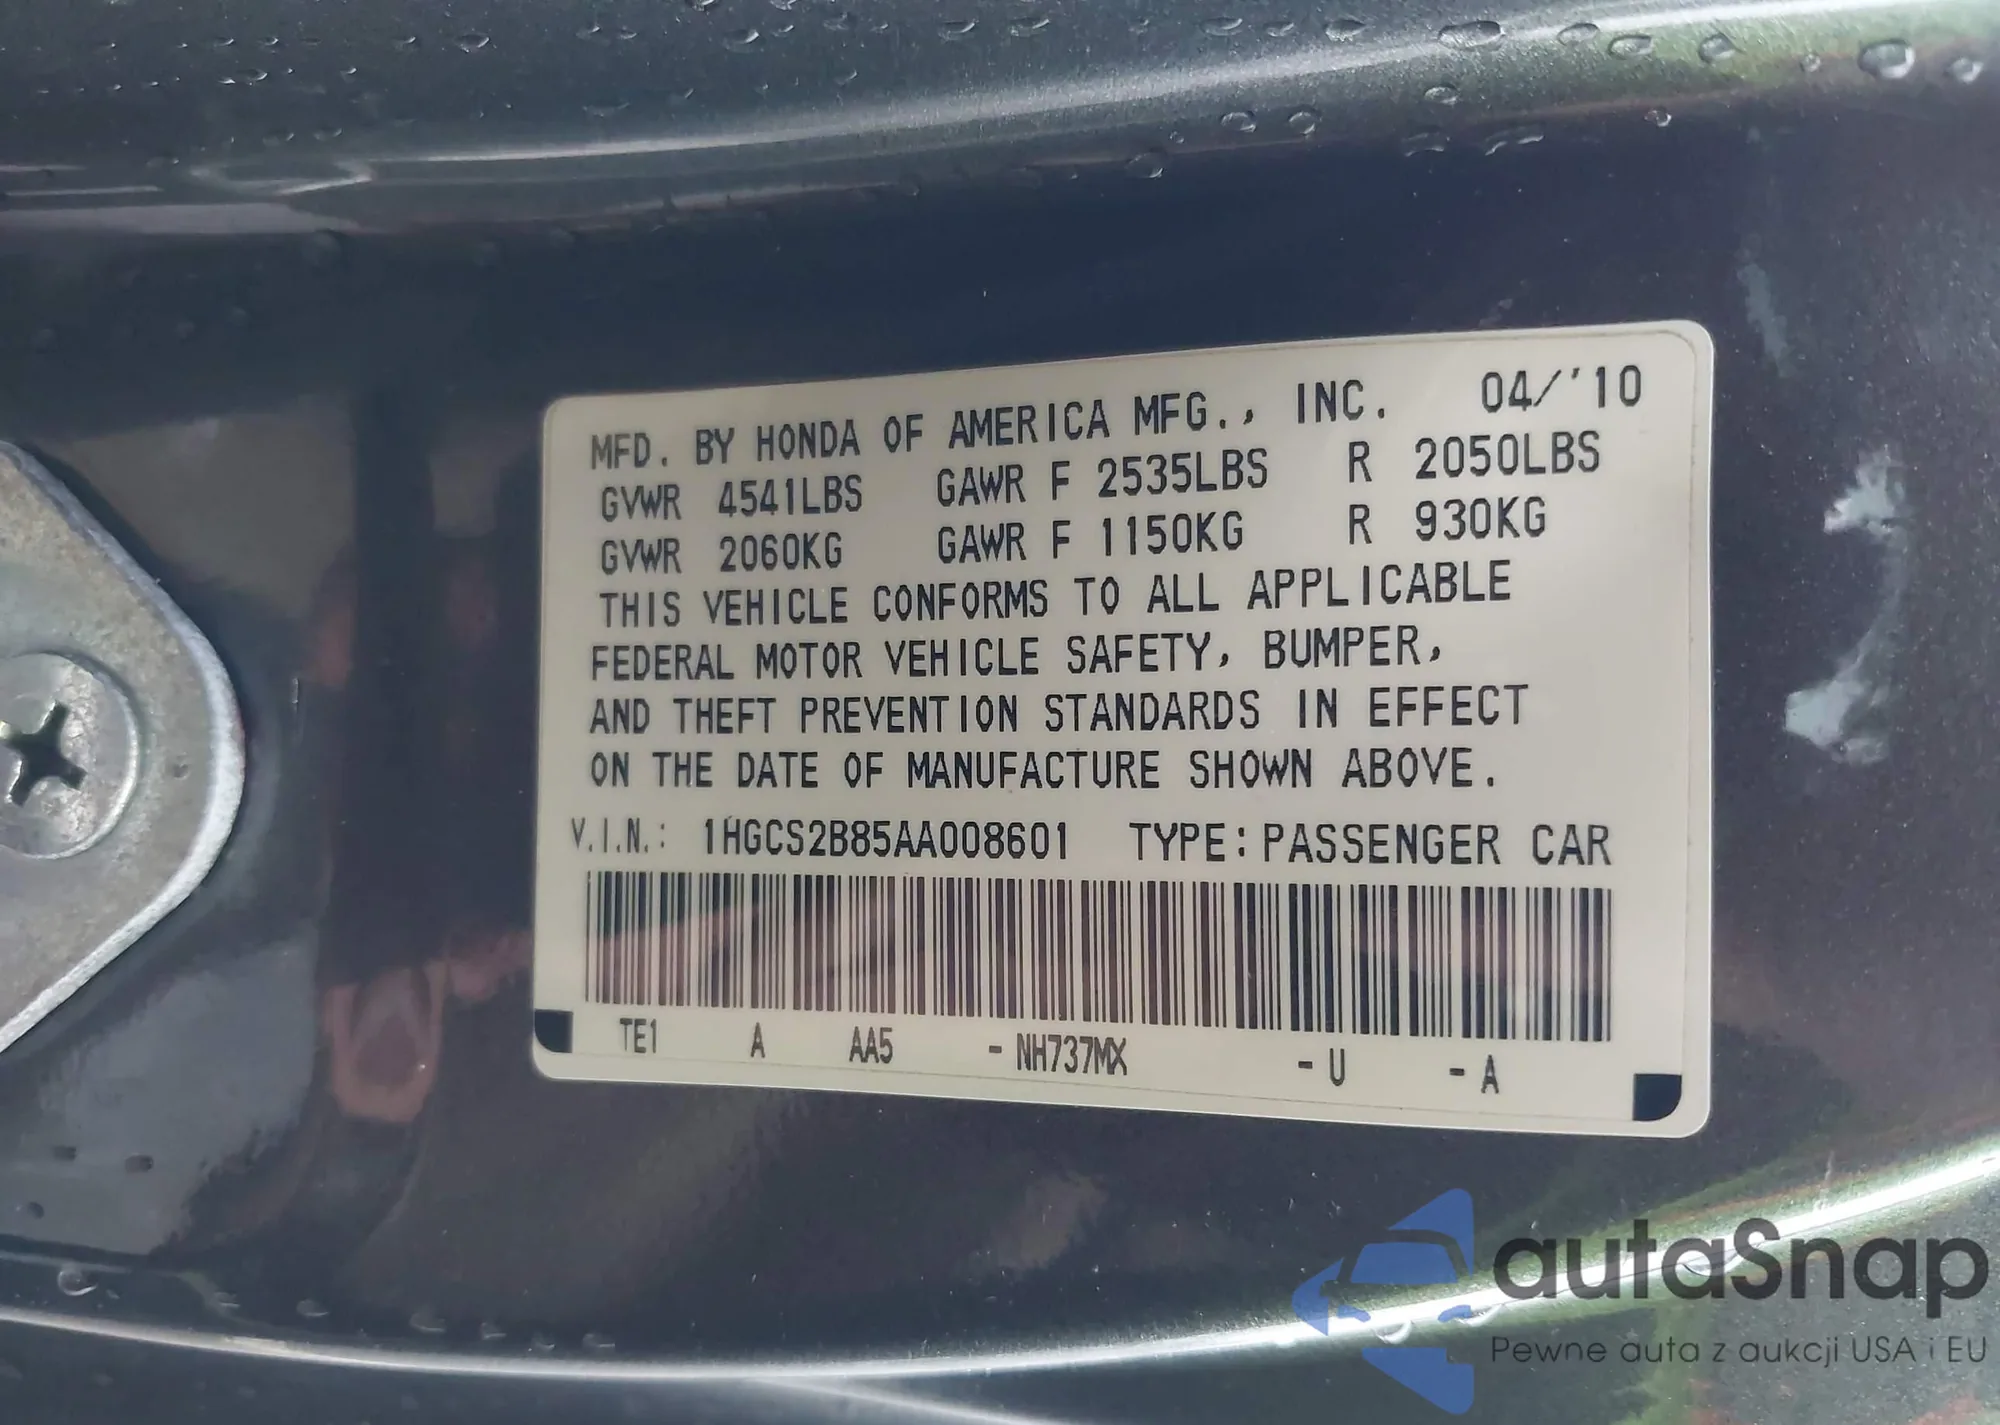 MFD. BY HONDA OF AMERICA MFG., INC. 04/'10
GVWR 4541LBS GAWR F 2535LBS R 2050LBS
GVWR 2060KG GAWR F 1150KG R 930KG
THIS VEHICLE CONFORMS TO ALL APPLICABLE
FEDERAL MOTOR VEHICLE SAFETY, BUMPER,
AND THEFT PREVENTION STANDARDS IN EFFECT
ON THE DATE OF MANUFACTURE SHOWN ABOVE.
V.I.N.: 1HGCS2B85AA008601 TYPE: PASSENGER CAR
TE1 A AA5 - NH737MX - U - A
autaSnap
Pewne auta z aukcji USA i EU